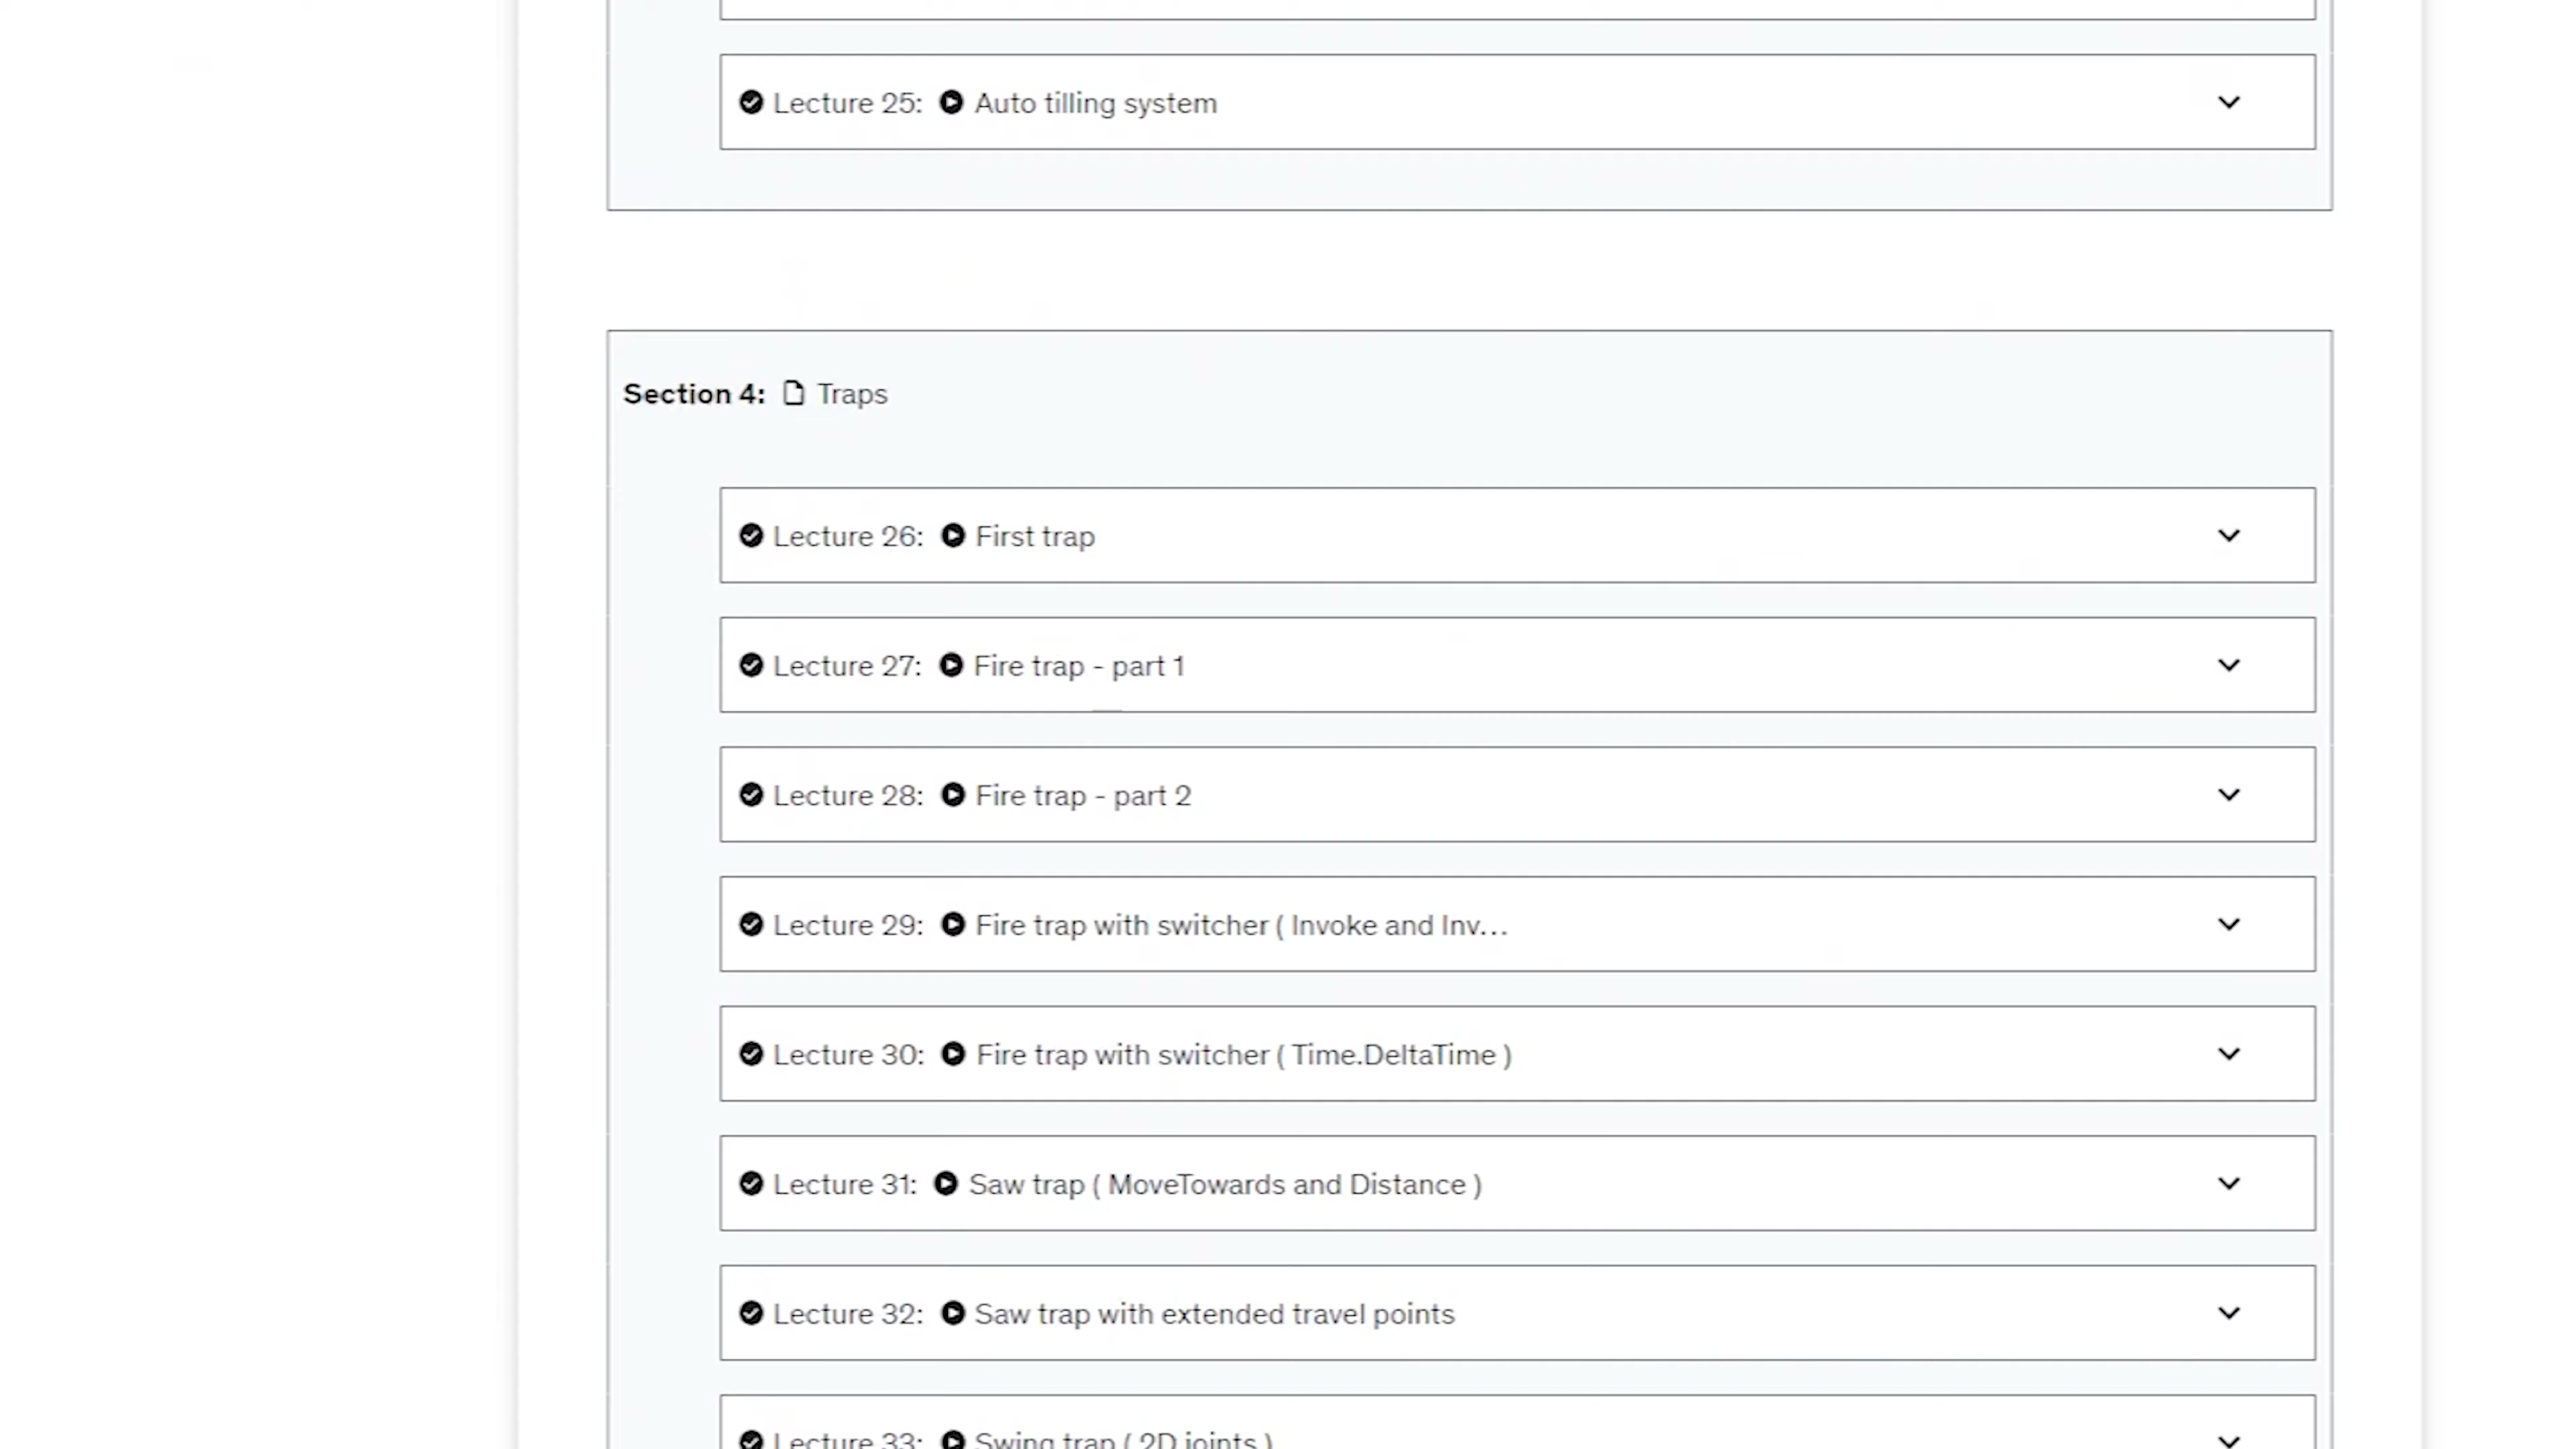 Lecture 25: Auto tilling system
Section 4: Traps
Lecture 26: First trap
Lecture 27: Fire trap - part 1
Lecture 28: Fire trap - part 2
Lecture 29: Fire trap with switcher ( Invoke and Inv...
Lecture 30: Fire trap with switcher ( Time.DeltaTime )
Lecture 31: Saw trap ( MoveTowards and Distance )
Lecture 32: Saw trap with extended travel points
Lecture 33: Swing trap ( 2D joints )